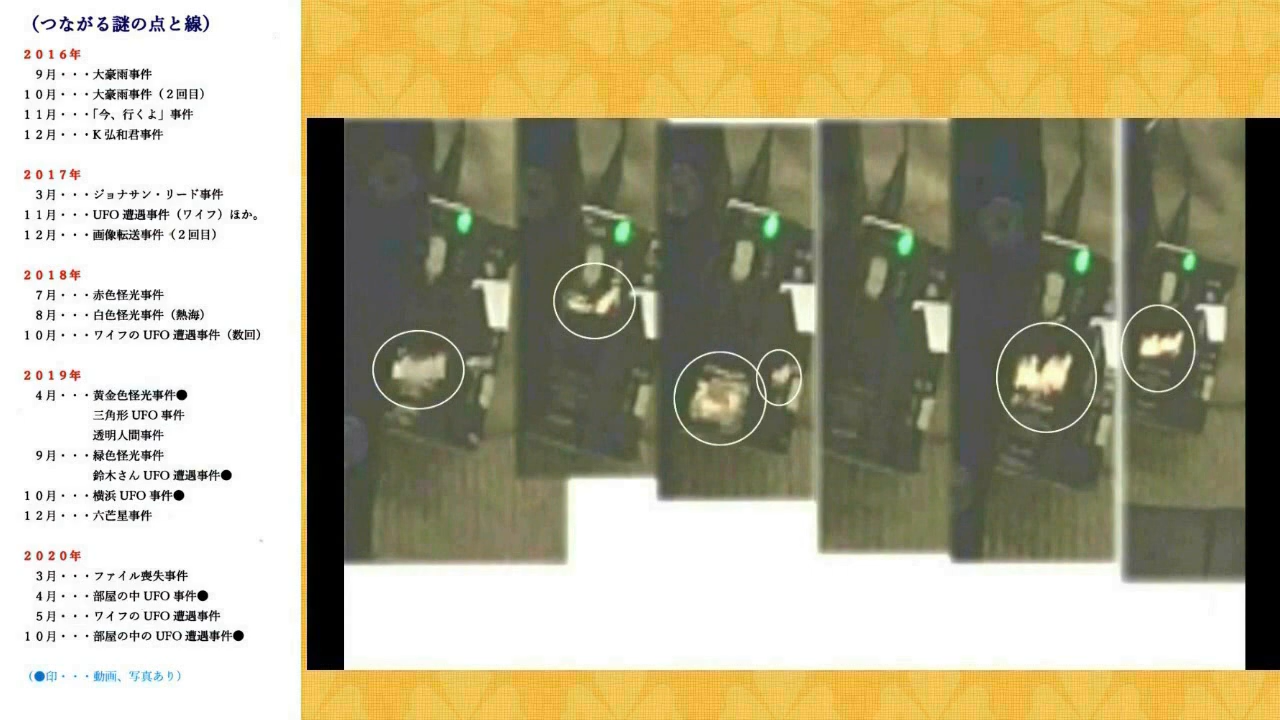 （つながる謎の点と線）
２０１６年
９月・・・大豪雨事件
１０月・・・大豪雨事件（２回目）
１１月・・・「今、行くよ」事件
１２月・・・K 弘和君事件
２０１７年
３月・・・ジョナサン・リード事件
１１月・・・UFO 遭遇事件（ワイフ）ほか。
１２月・・・画像転送事件（２回目）
２０１８年
７月・・・赤色怪光事件
８月・・・白色怪光事件（熱海）
１０月・・・ワイフの UFO 遭遇事件（数回）
２０１９年
４月・・・黄金色怪光事件●
三角形 UFO 事件
透明人間事件
９月・・・緑色怪光事件
鈴木さん UFO 遭遇事件●
１０月・・・横浜 UFO 事件●
１２月・・・六芒星事件
２０２０年
３月・・・ファイル喪失事件
４月・・・部屋の中 UFO 事件●
５月・・・ワイフの UFO 遭遇事件
１０月・・・部屋の中の UFO 遭遇事件●
（●印・・・動画、写真あり）